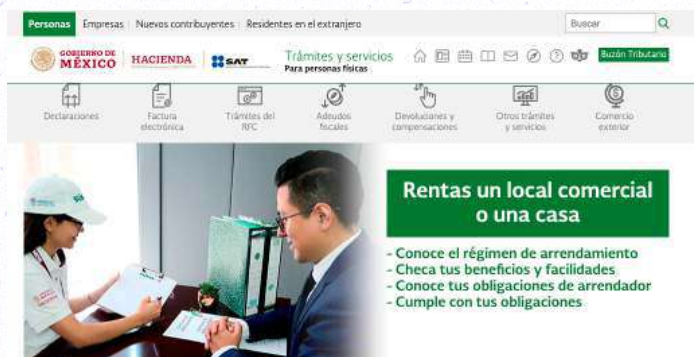 Personas Empresas Nuevos contribuyentes Residentes en el extranjero Buscar
GOBIERNO DE
MÉXICO HACIENDA SAT Trámites y servicios Buzón Tributario
Para personas físicas
Declaraciones Factura electrónica Trámites del RFC Adeudos fiscales Devoluciones y compensaciones Otros trámites y servicios Comercio exterior
Rentas un local comercial
o una casa
- Conoce el régimen de arrendamiento
- Checa tus beneficios y facilidades
- Conoce tus obligaciones de arrendador
- Cumple con tus obligaciones